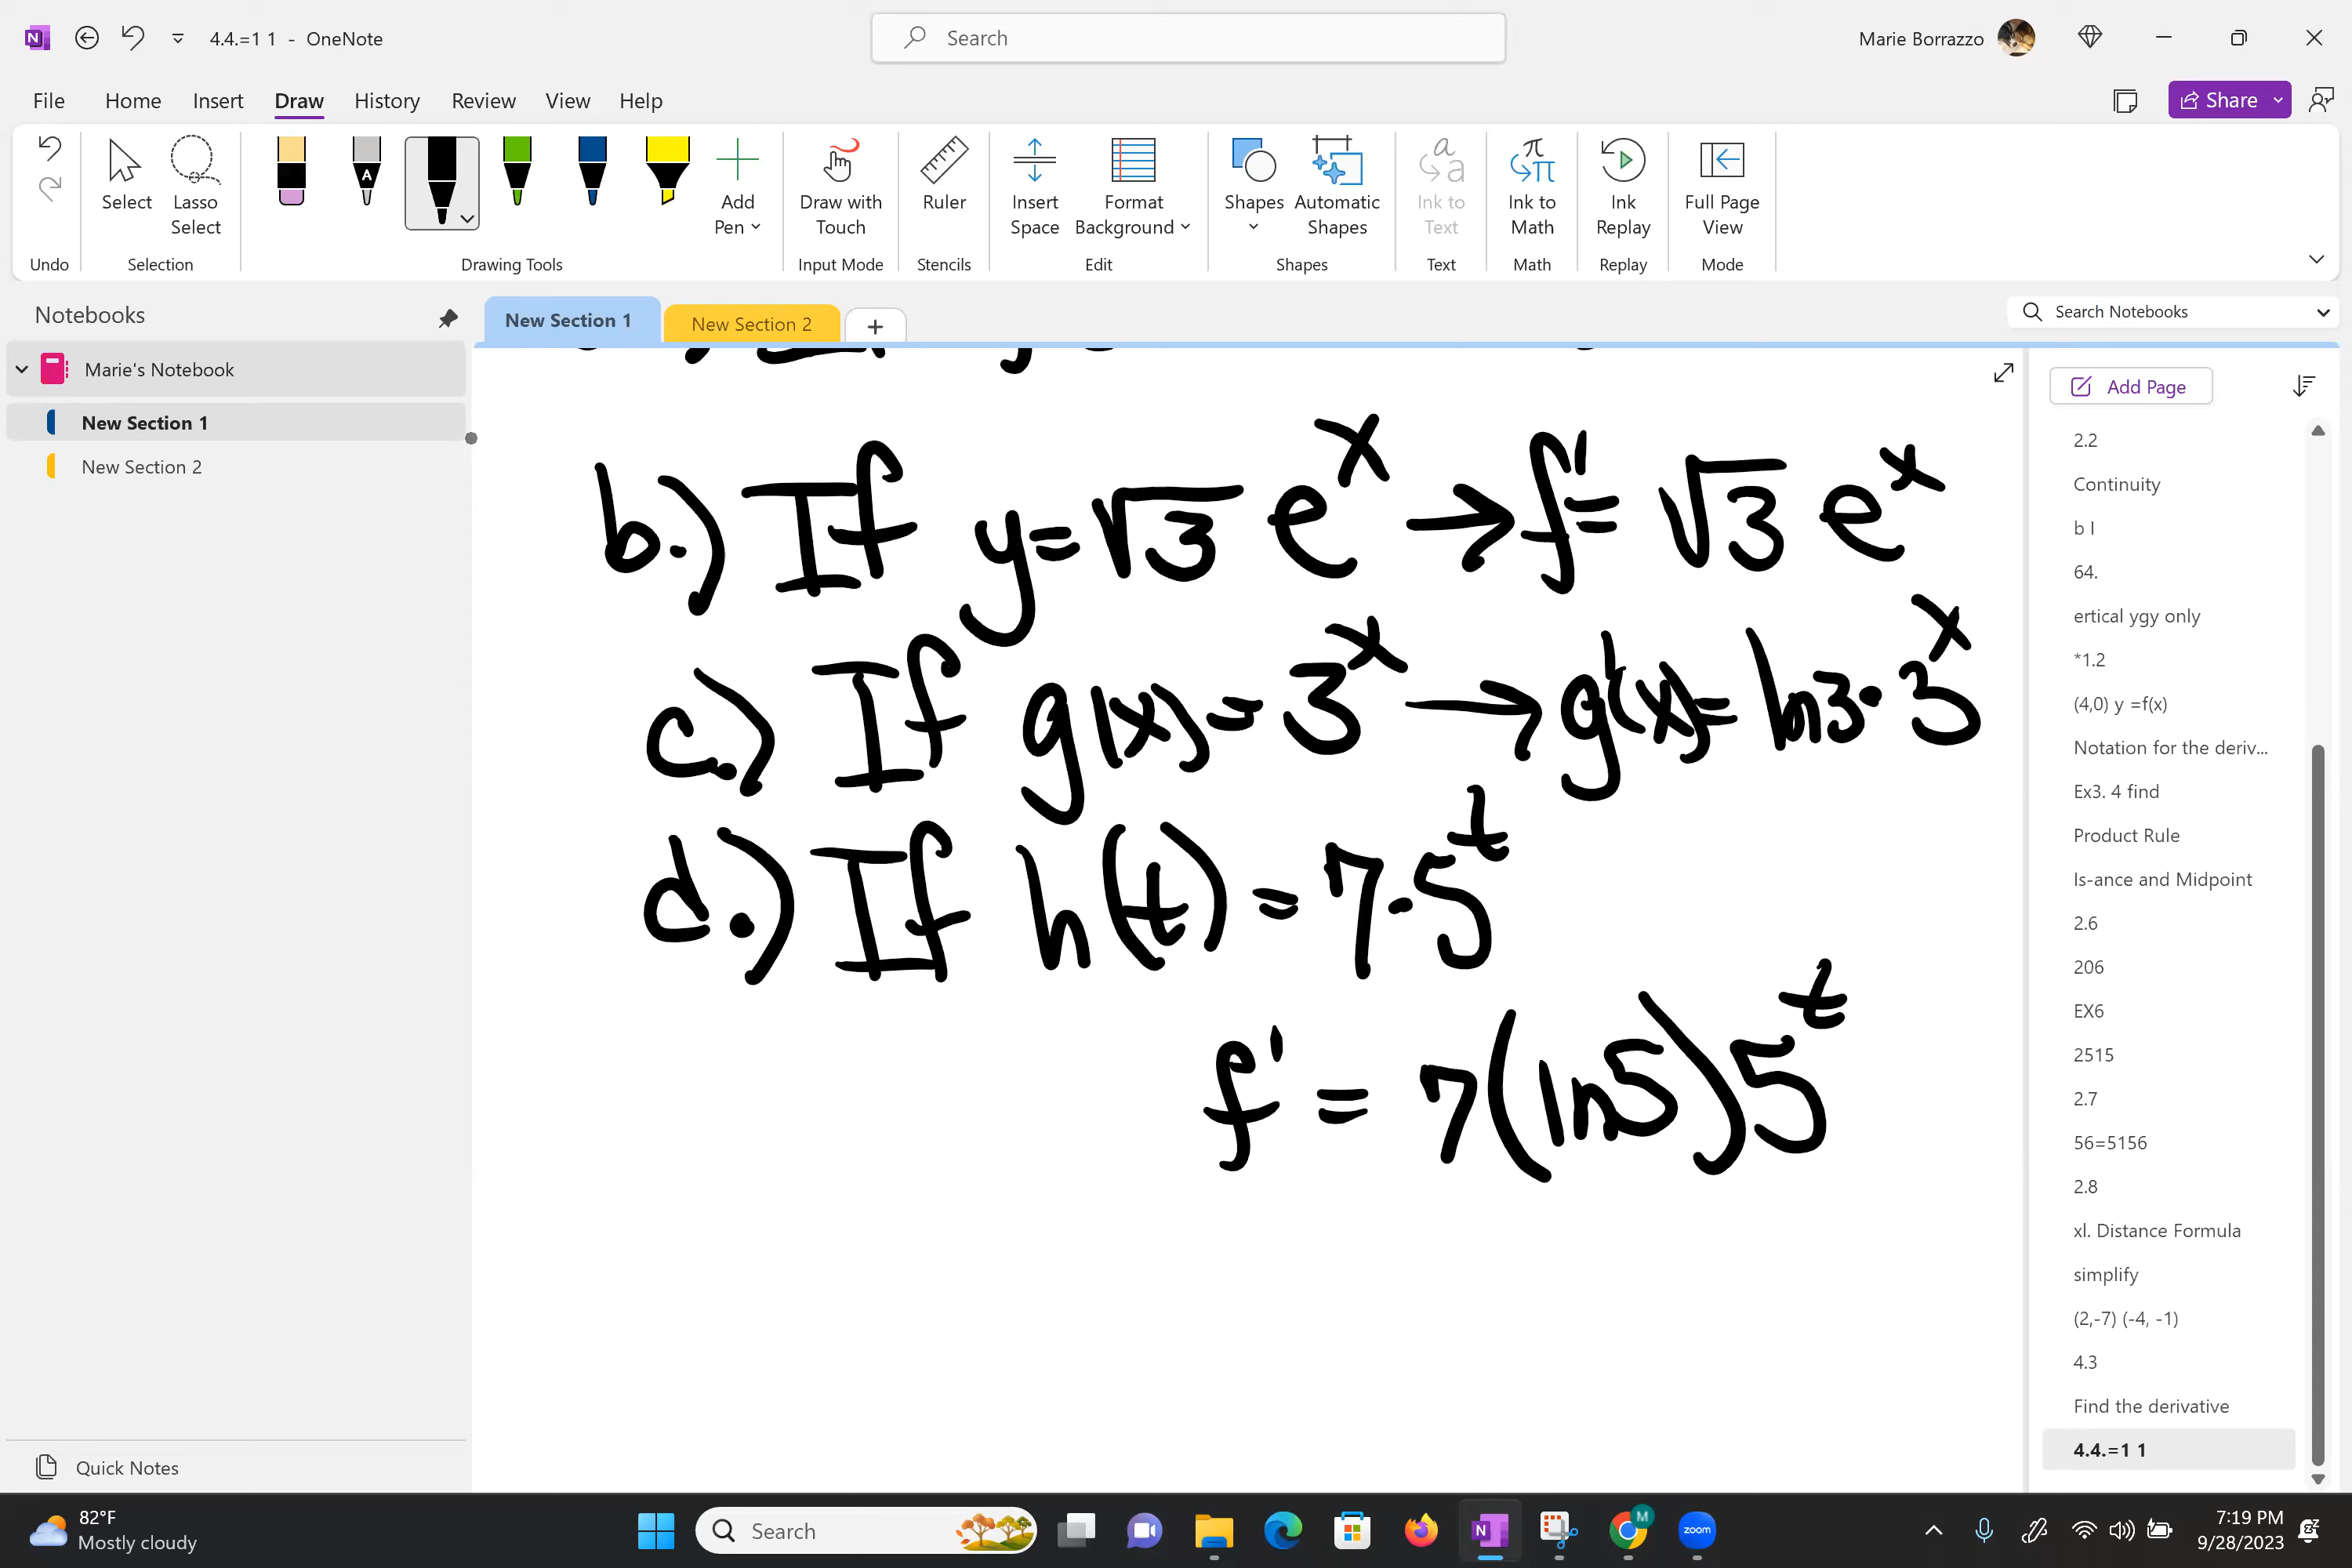 4.4.=1 1 - OneNote
Search
Marie Borrazzo
File Home Insert Draw History Review View Help
Share
Select
Lasso Select
A
Add Pen
Draw with Touch
Ruler
Insert Space
Format Background
Shapes
Automatic Shapes
Ink to Text
Ink to Math
Ink Replay
Full Page View
Undo Selection Drawing Tools Input Mode Stencils Edit Shapes Text Math Replay Mode
Notebooks
New Section 1
New Section 2
+
Search Notebooks
Marie's Notebook
New Section 1
New Section 2
Quick Notes
b.) If y = √3 e^x → f' = √3 e^x
c.) If g(x) = 3^x → g'(x) = ln3 · 3^x
d.) If h(t) = 7 · 5^t
f' = 7(ln5)5^t
Add Page
2.2
Continuity
b I
64.
ertical ygy only
*1.2
(4,0) y =f(x)
Notation for the deriv...
Ex3. 4 find
Product Rule
Is-ance and Midpoint
2.6
206
EX6
2515
2.7
56=5156
2.8
xl. Distance Formula
simplify
(2,-7) (-4, -1)
4.3
Find the derivative
4.4.=1 1
82°F
Mostly cloudy
Search
M
zoom
7:19 PM
9/28/2023